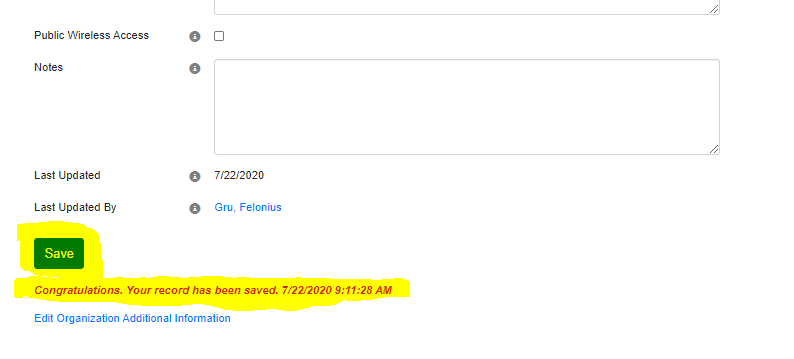 Public Wireless Access
Notes
Last Updated 7/22/2020
Last Updated By Gru, Felonius
Save
Congratulations. Your record has been saved. 7/22/2020 9:11:28 AM
Edit Organization Additional Information